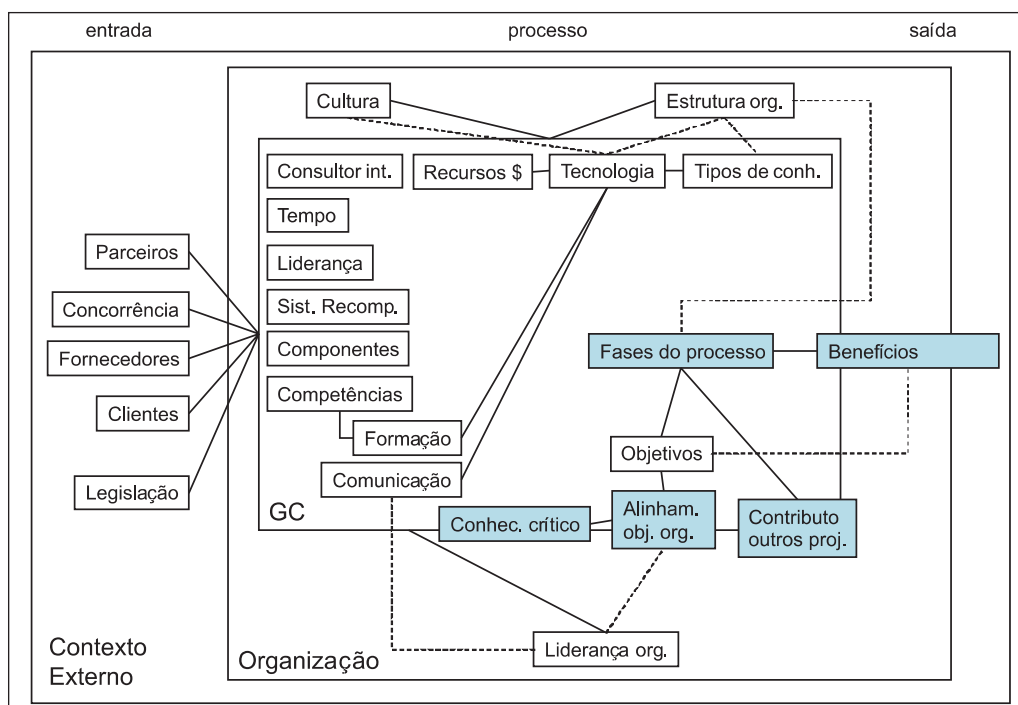 entrada
processo
saída
Cultura
Estrutura org.
Consultor int.
Recursos $
Tecnologia
Tipos de conh.
Tempo
Parceiros
Liderança
Concorrência
Sist. Recomp.
Fornecedores
Componentes
Fases do processo
Benefícios
Competências
Clientes
Formação
Objetivos
Comunicação
Legislação
GC
Conhec. crítico
Alinham.
obj. org.
Contributo
outros proj.
Contexto
Externo
Organização
Liderança org.